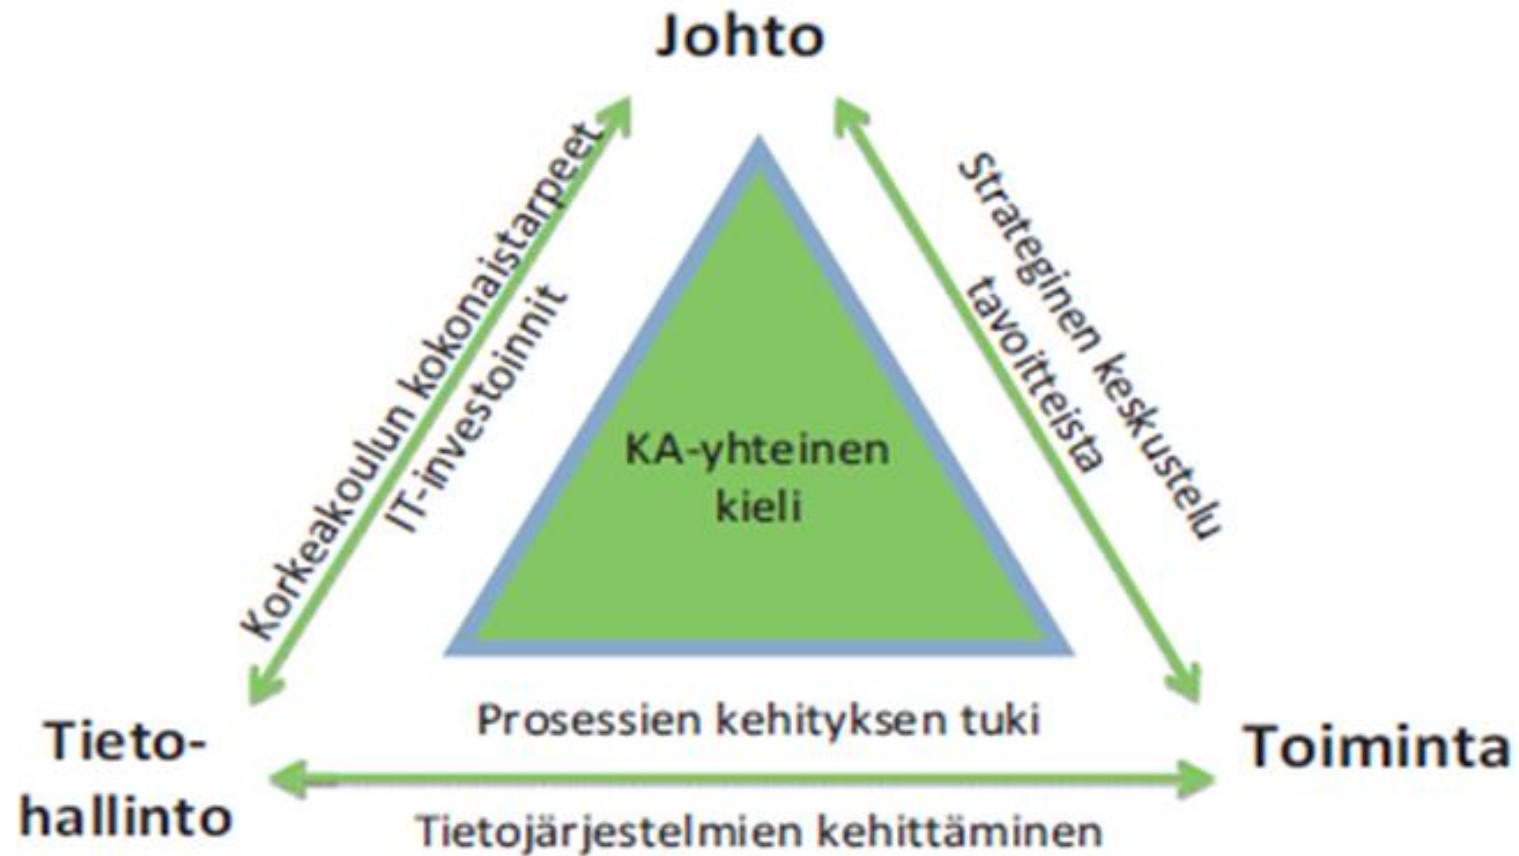 Johto
Korkeakoulun kokonaistarpeet
IT-investoinnit
Strateginen keskustelu
tavoitteista
KA-yhteinen
kieli
Prosessien kehityksen tuki
Tieto-
hallinto
Toiminta
Tietojärjestelmien kehittäminen